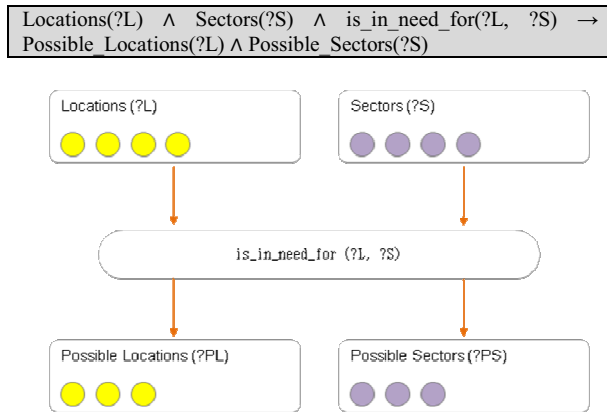 Locations(?L) ∧ Sectors(?S) ∧ is_in_need_for(?L, ?S) →
Possible_Locations(?L) ∧ Possible_Sectors(?S)
Locations (?L)
Sectors (?S)
is_in_need_for (?L, ?S)
Possible Locations (?PL)
Possible Sectors (?PS)